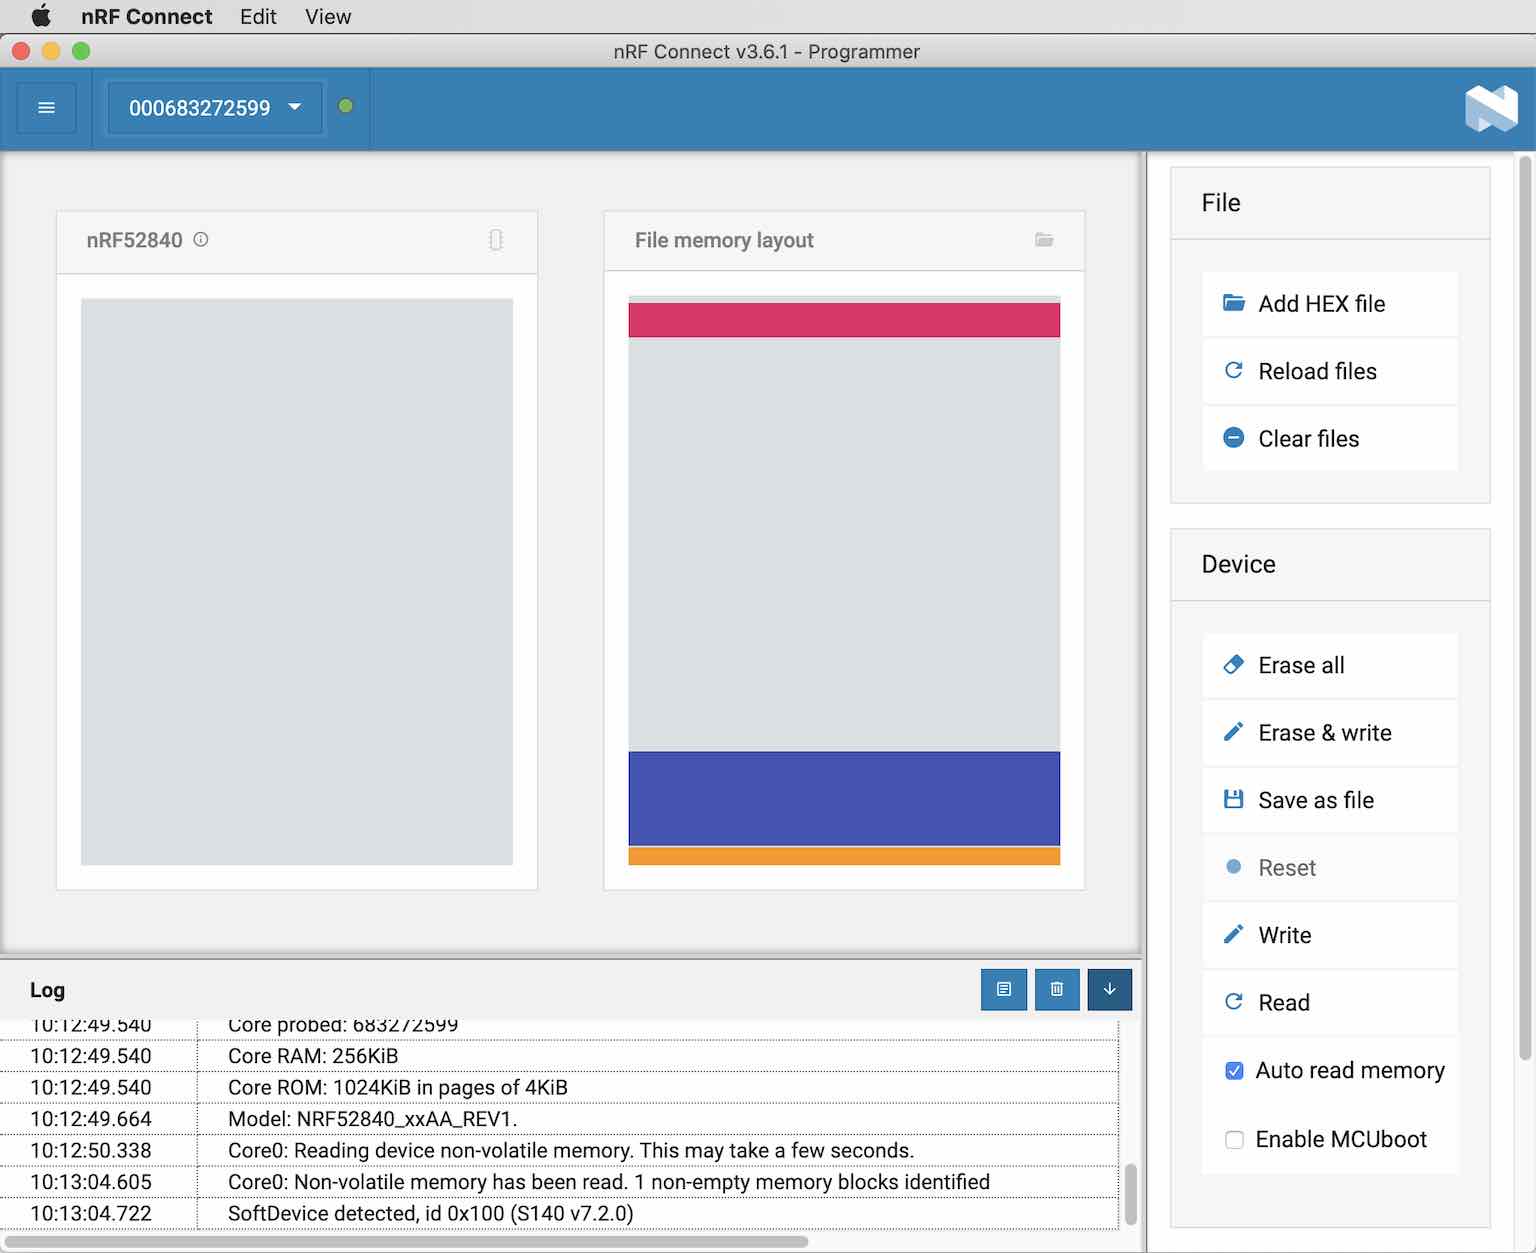 nRF Connect Edit View
nRF Connect v3.6.1 - Programmer
000683272599
nRF52840
File memory layout
File
Add HEX file
Reload files
Clear files
Device
Erase all
Erase & write
Save as file
Reset
Write
Read
Auto read memory
Enable MCUboot
Log
10:12:49.540 Core probed: 683272599
10:12:49.540 Core RAM: 256KiB
10:12:49.540 Core ROM: 1024KiB in pages of 4KiB
10:12:49.664 Model: NRF52840_xxAA_REV1.
10:12:50.338 Core0: Reading device non-volatile memory. This may take a few seconds.
10:13:04.605 Core0: Non-volatile memory has been read. 1 non-empty memory blocks identified
10:13:04.722 SoftDevice detected, id 0x100 (S140 v7.2.0)